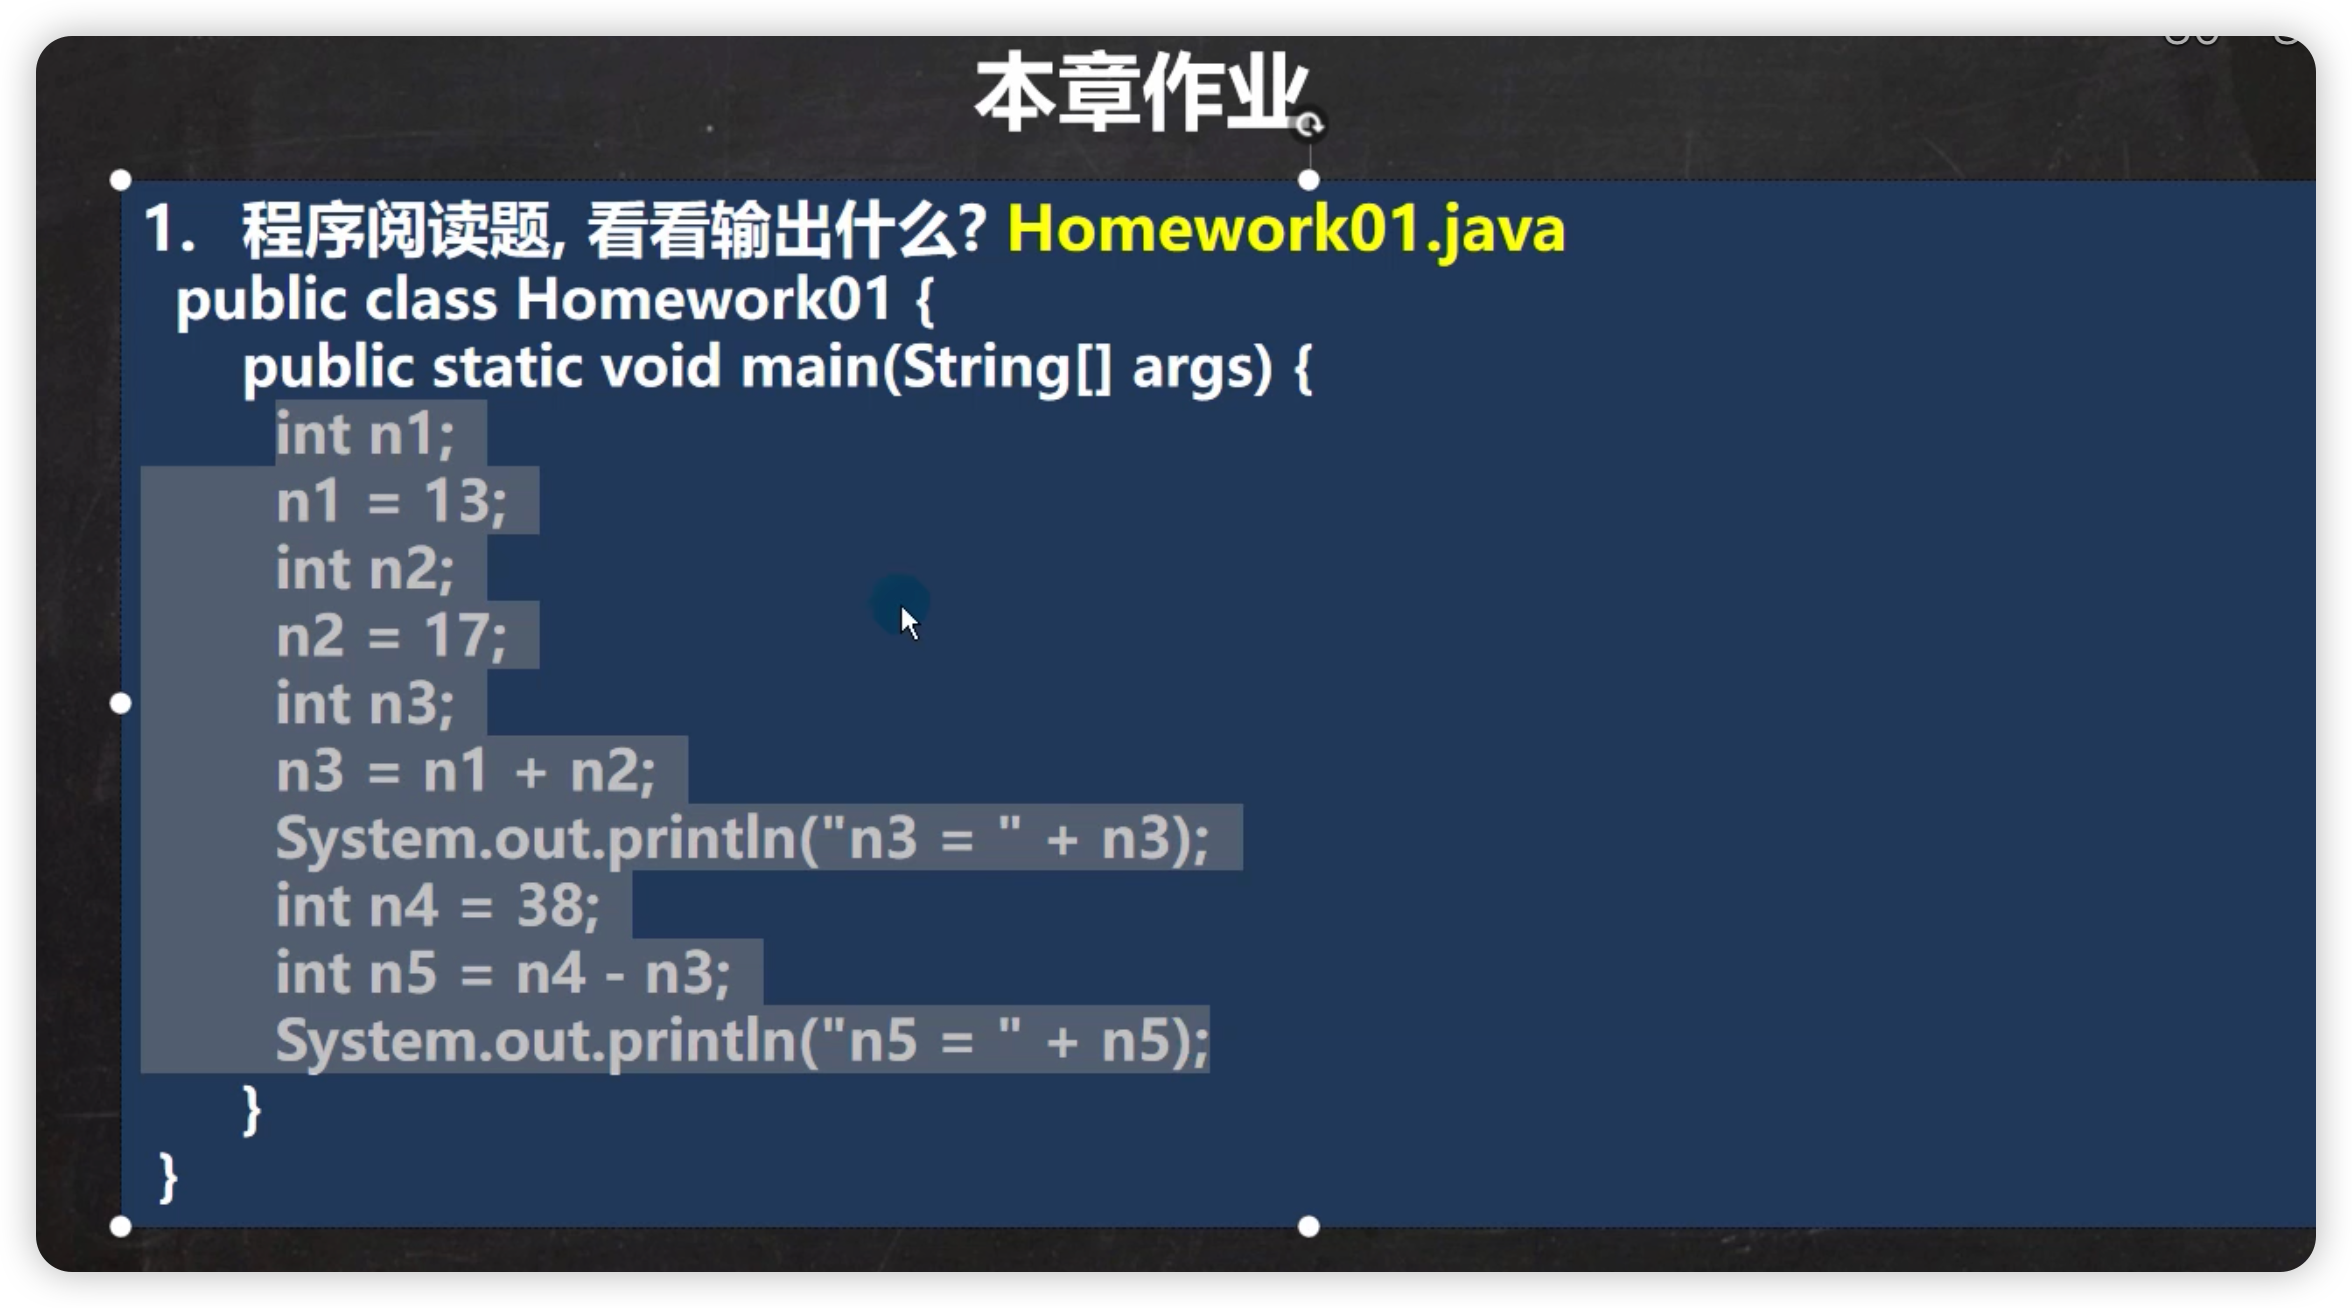 本章作业
1. 程序阅读题, 看看输出什么? Homework01.java
public class Homework01 {
public static void main(String[] args) {
int n1;
n1 = 13;
int n2;
n2 = 17;
int n3;
n3 = n1 + n2;
System.out.println("n3 = " + n3);
int n4 = 38;
int n5 = n4 - n3;
System.out.println("n5 = " + n5);
}
}